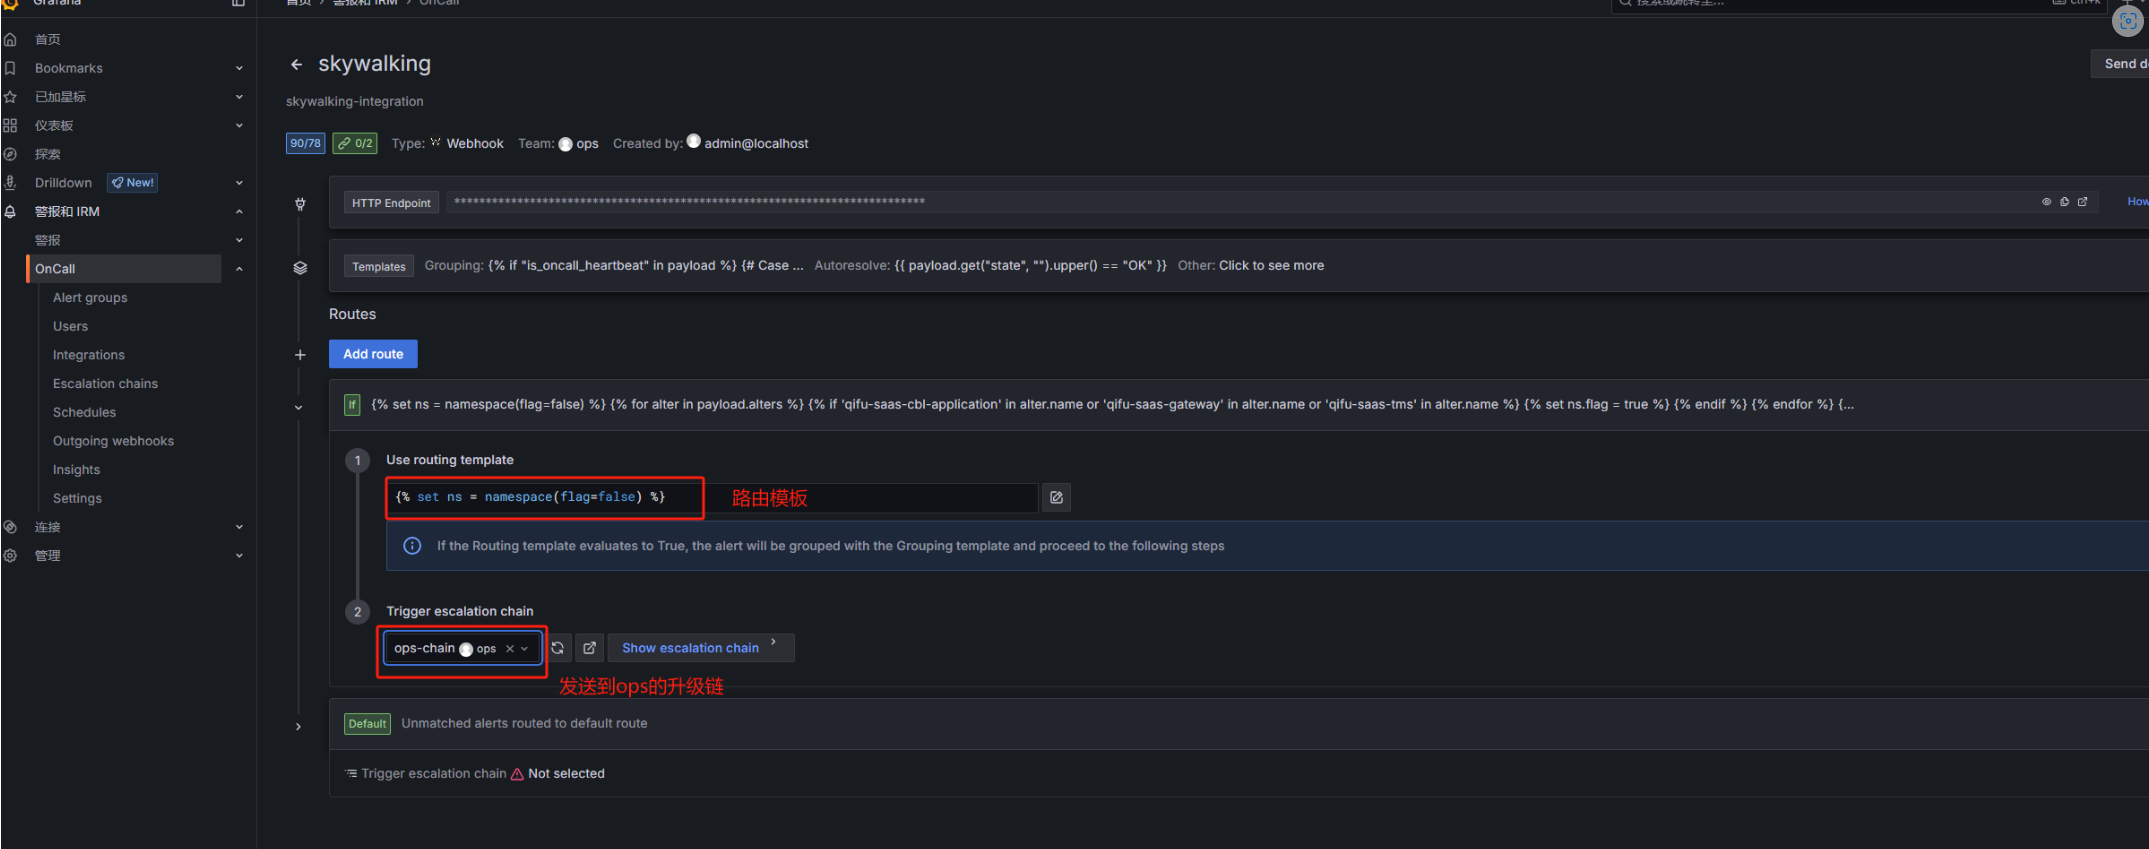 Grafana
首页 › 警报和 IRM › OnCall
搜索或跳转至...
ctrl+k
首页
Bookmarks
已加星标
仪表板
探索
Drilldown New!
警报和 IRM
警报
OnCall
Alert groups
Users
Integrations
Escalation chains
Schedules
Outgoing webhooks
Insights
Settings
连接
管理
skywalking
Send d
skywalking-integration
90/78 0/2 Type: Webhook Team: ops Created by: admin@localhost
HTTP Endpoint ***************************************************************************
How
Templates Grouping: {% if "is_oncall_heartbeat" in payload %} {# Case ... Autoresolve: {{ payload.get("state", "").upper() == "OK" }} Other: Click to see more
Routes
Add route
If {% set ns = namespace(flag=false) %} {% for alter in payload.alters %} {% if 'qifu-saas-cbl-application' in alter.name or 'qifu-saas-gateway' in alter.name or 'qifu-saas-tms' in alter.name %} {% set ns.flag = true %} {% endif %} {% endfor %} {...
1 Use routing template
{% set ns = namespace(flag=false) %} 路由模板
If the Routing template evaluates to True, the alert will be grouped with the Grouping template and proceed to the following steps
2 Trigger escalation chain
ops-chain ops Show escalation chain
发送到ops的升级链
Default Unmatched alerts routed to default route
Trigger escalation chain Not selected